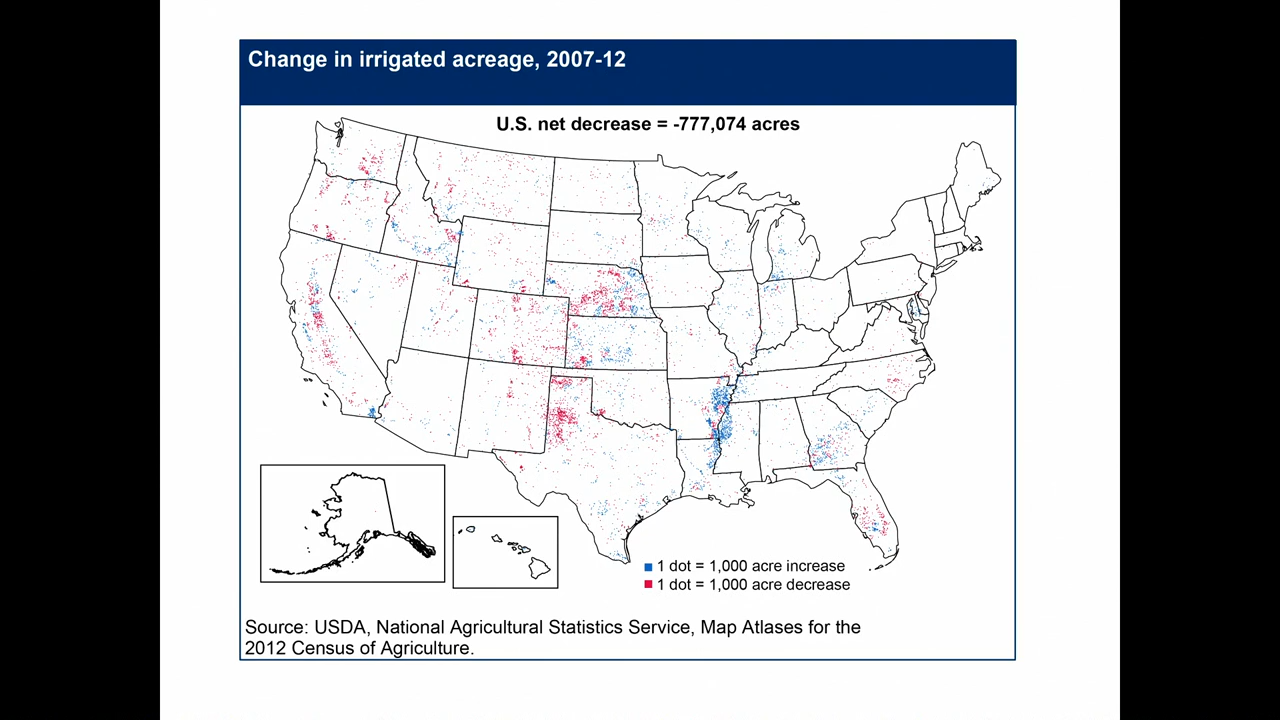 Change in irrigated acreage, 2007-12
U.S. net decrease = -777,074 acres
1 dot = 1,000 acre increase
1 dot = 1,000 acre decrease
Source: USDA, National Agricultural Statistics Service, Map Atlases for the
2012 Census of Agriculture.